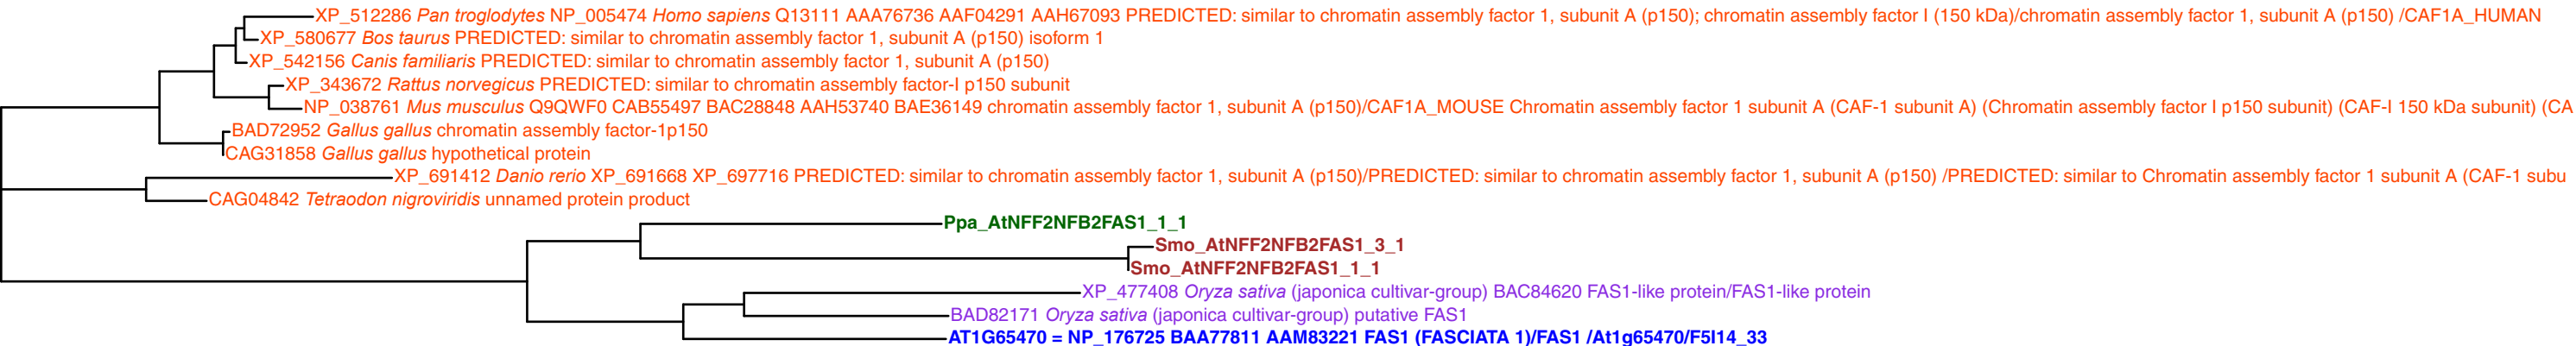 XP_512286 Pan troglodytes NP_005474 Homo sapiens Q13111 AAA76736 AAF04291 AAH67093 PREDICTED: similar to chromatin assembly factor 1, subunit A (p150); chromatin assembly factor I (150 kDa)/chromatin assembly factor 1, subunit A (p150) /CAF1A_HUMAN
XP_580677 Bos taurus PREDICTED: similar to chromatin assembly factor 1, subunit A (p150) isoform 1
XP_542156 Canis familiaris PREDICTED: similar to chromatin assembly factor 1, subunit A (p150)
XP_343672 Rattus norvegicus PREDICTED: similar to chromatin assembly factor-I p150 subunit
NP_038761 Mus musculus Q9QWF0 CAB55497 BAC28848 AAH53740 BAE36149 chromatin assembly factor 1, subunit A (p150)/CAF1A_MOUSE Chromatin assembly factor 1 subunit A (CAF-1 subunit A) (Chromatin assembly factor I p150 subunit) (CAF-I 150 kDa subunit) (CA
BAD72952 Gallus gallus chromatin assembly factor-1p150
CAG31858 Gallus gallus hypothetical protein
XP_691412 Danio rerio XP_691668 XP_697716 PREDICTED: similar to chromatin assembly factor 1, subunit A (p150)/PREDICTED: similar to chromatin assembly factor 1, subunit A (p150) /PREDICTED: similar to Chromatin assembly factor 1 subunit A (CAF-1 subu
CAG04842 Tetraodon nigroviridis unnamed protein product
Ppa_AtNFF2NFB2FAS1_1_1
Smo_AtNFF2NFB2FAS1_3_1
Smo_AtNFF2NFB2FAS1_1_1
XP_477408 Oryza sativa (japonica cultivar-group) BAC84620 FAS1-like protein/FAS1-like protein
BAD82171 Oryza sativa (japonica cultivar-group) putative FAS1
AT1G65470 = NP_176725 BAA77811 AAM83221 FAS1 (FASCIATA 1)/FAS1 /At1g65470/F5I14_33